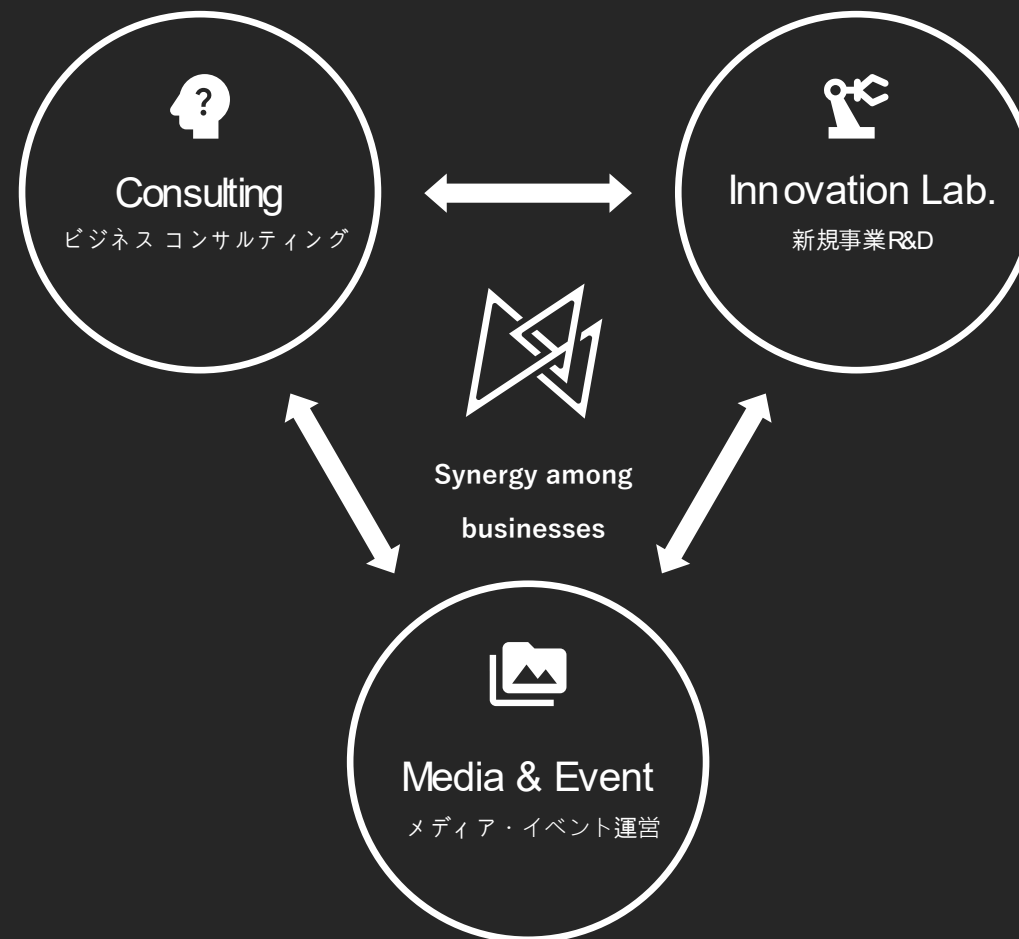 ?
Consulting
ビジネス コンサルティング
Innovation Lab.
新規事業R&D
Synergy among
businesses
Media & Event
メディア・イベント運営